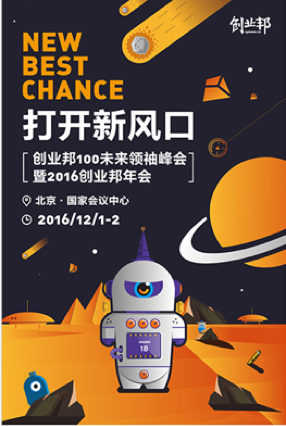 创业邦
NEW
BEST
CHANCE
打开新风口
创业邦100未来领袖峰会
暨2016创业邦年会
北京·国家会议中心
2016/12/1-2
18